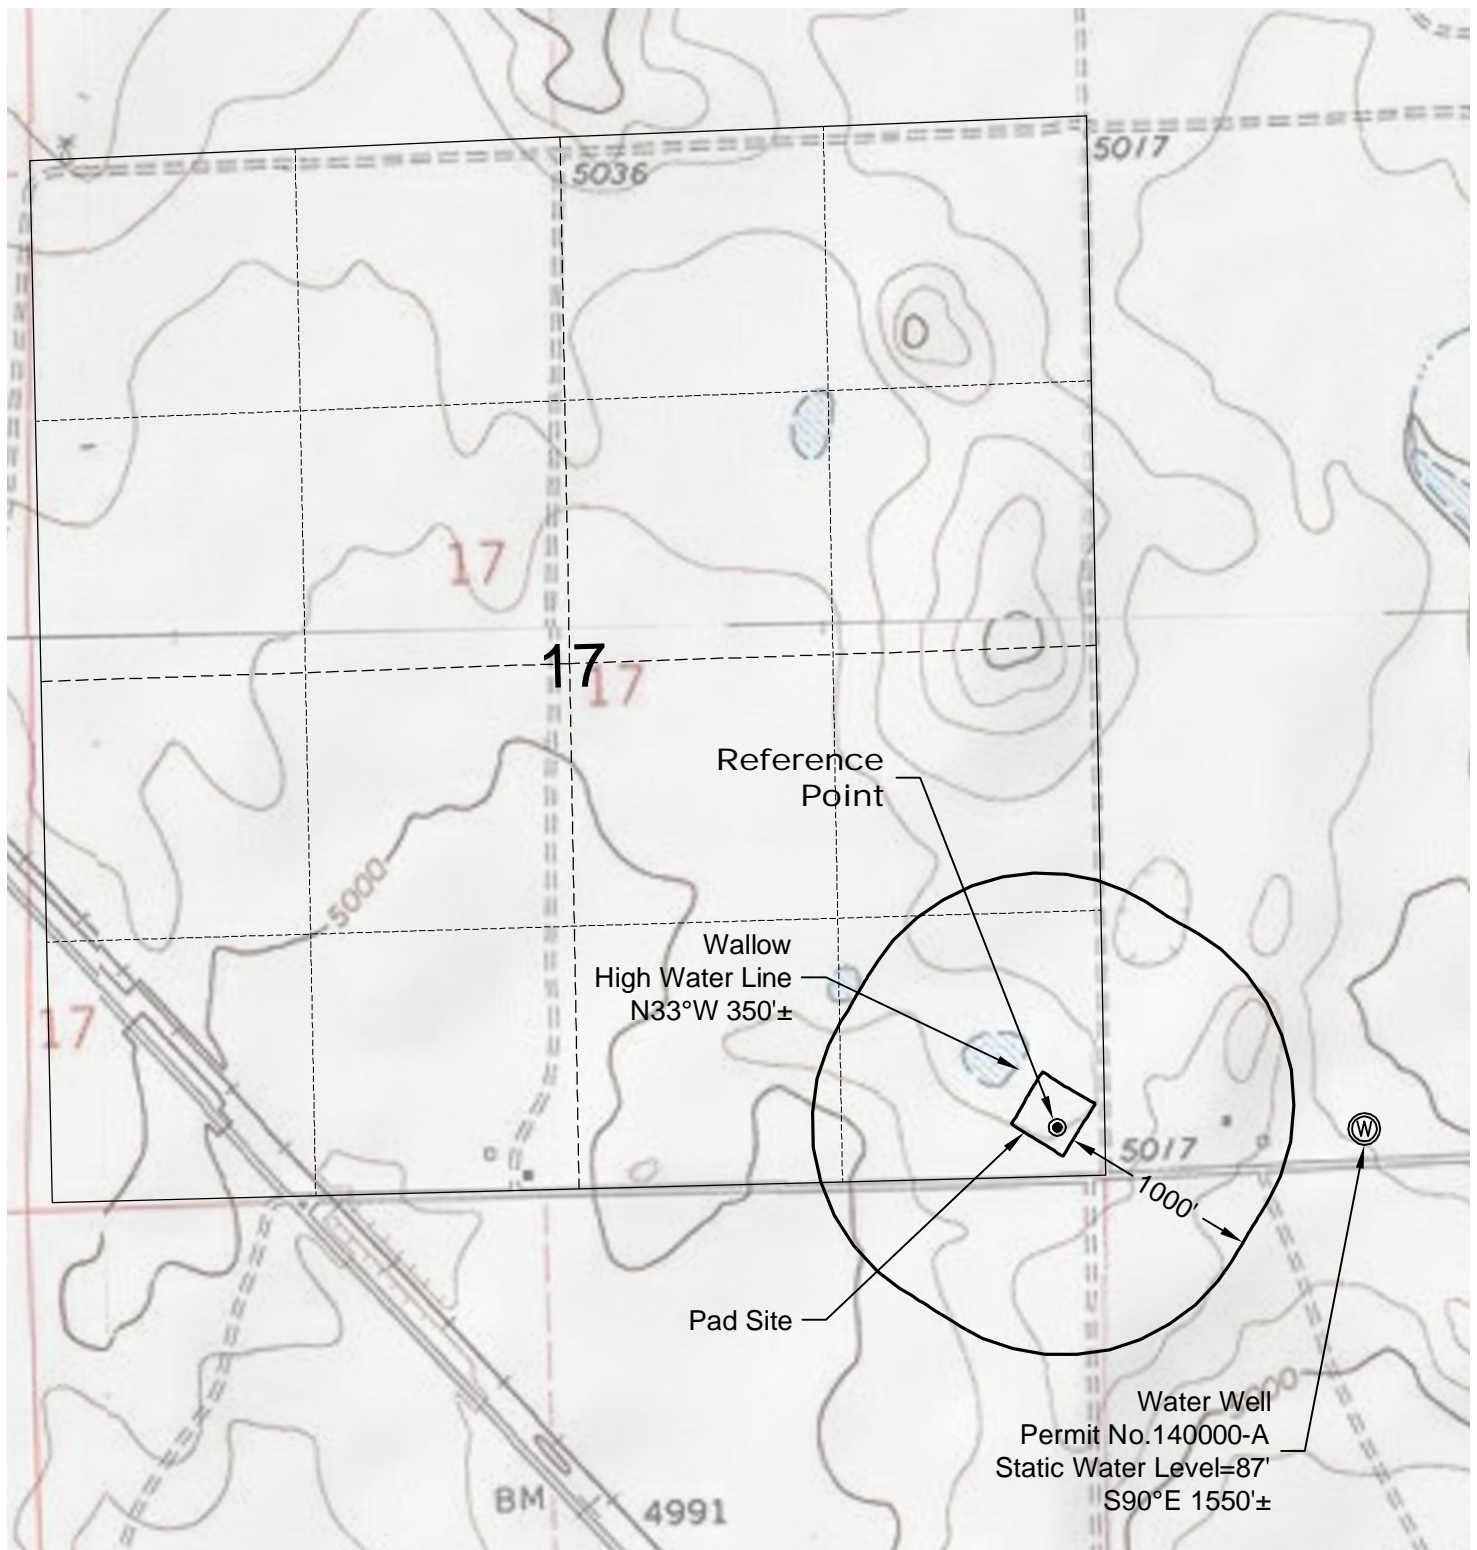 5017
5036
17
17
17
Reference
Point
5000
Wallow
High Water Line
N33°W 350'±
17
5017
W
1000'
Pad Site
Water Well
Permit No.140000-A
Static Water Level=87'
S90°E 1550'±
BM 4991